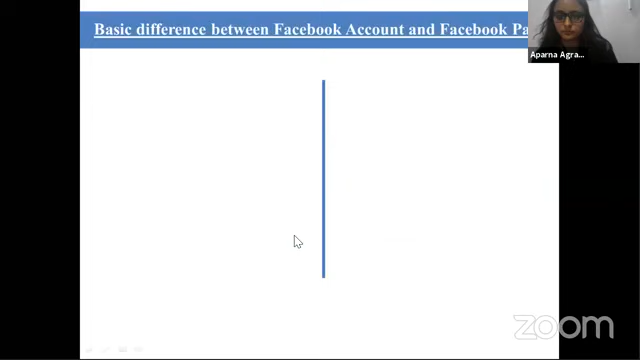 Basic difference between Facebook Account and Facebook Pa
Aparna Agra...
zoom